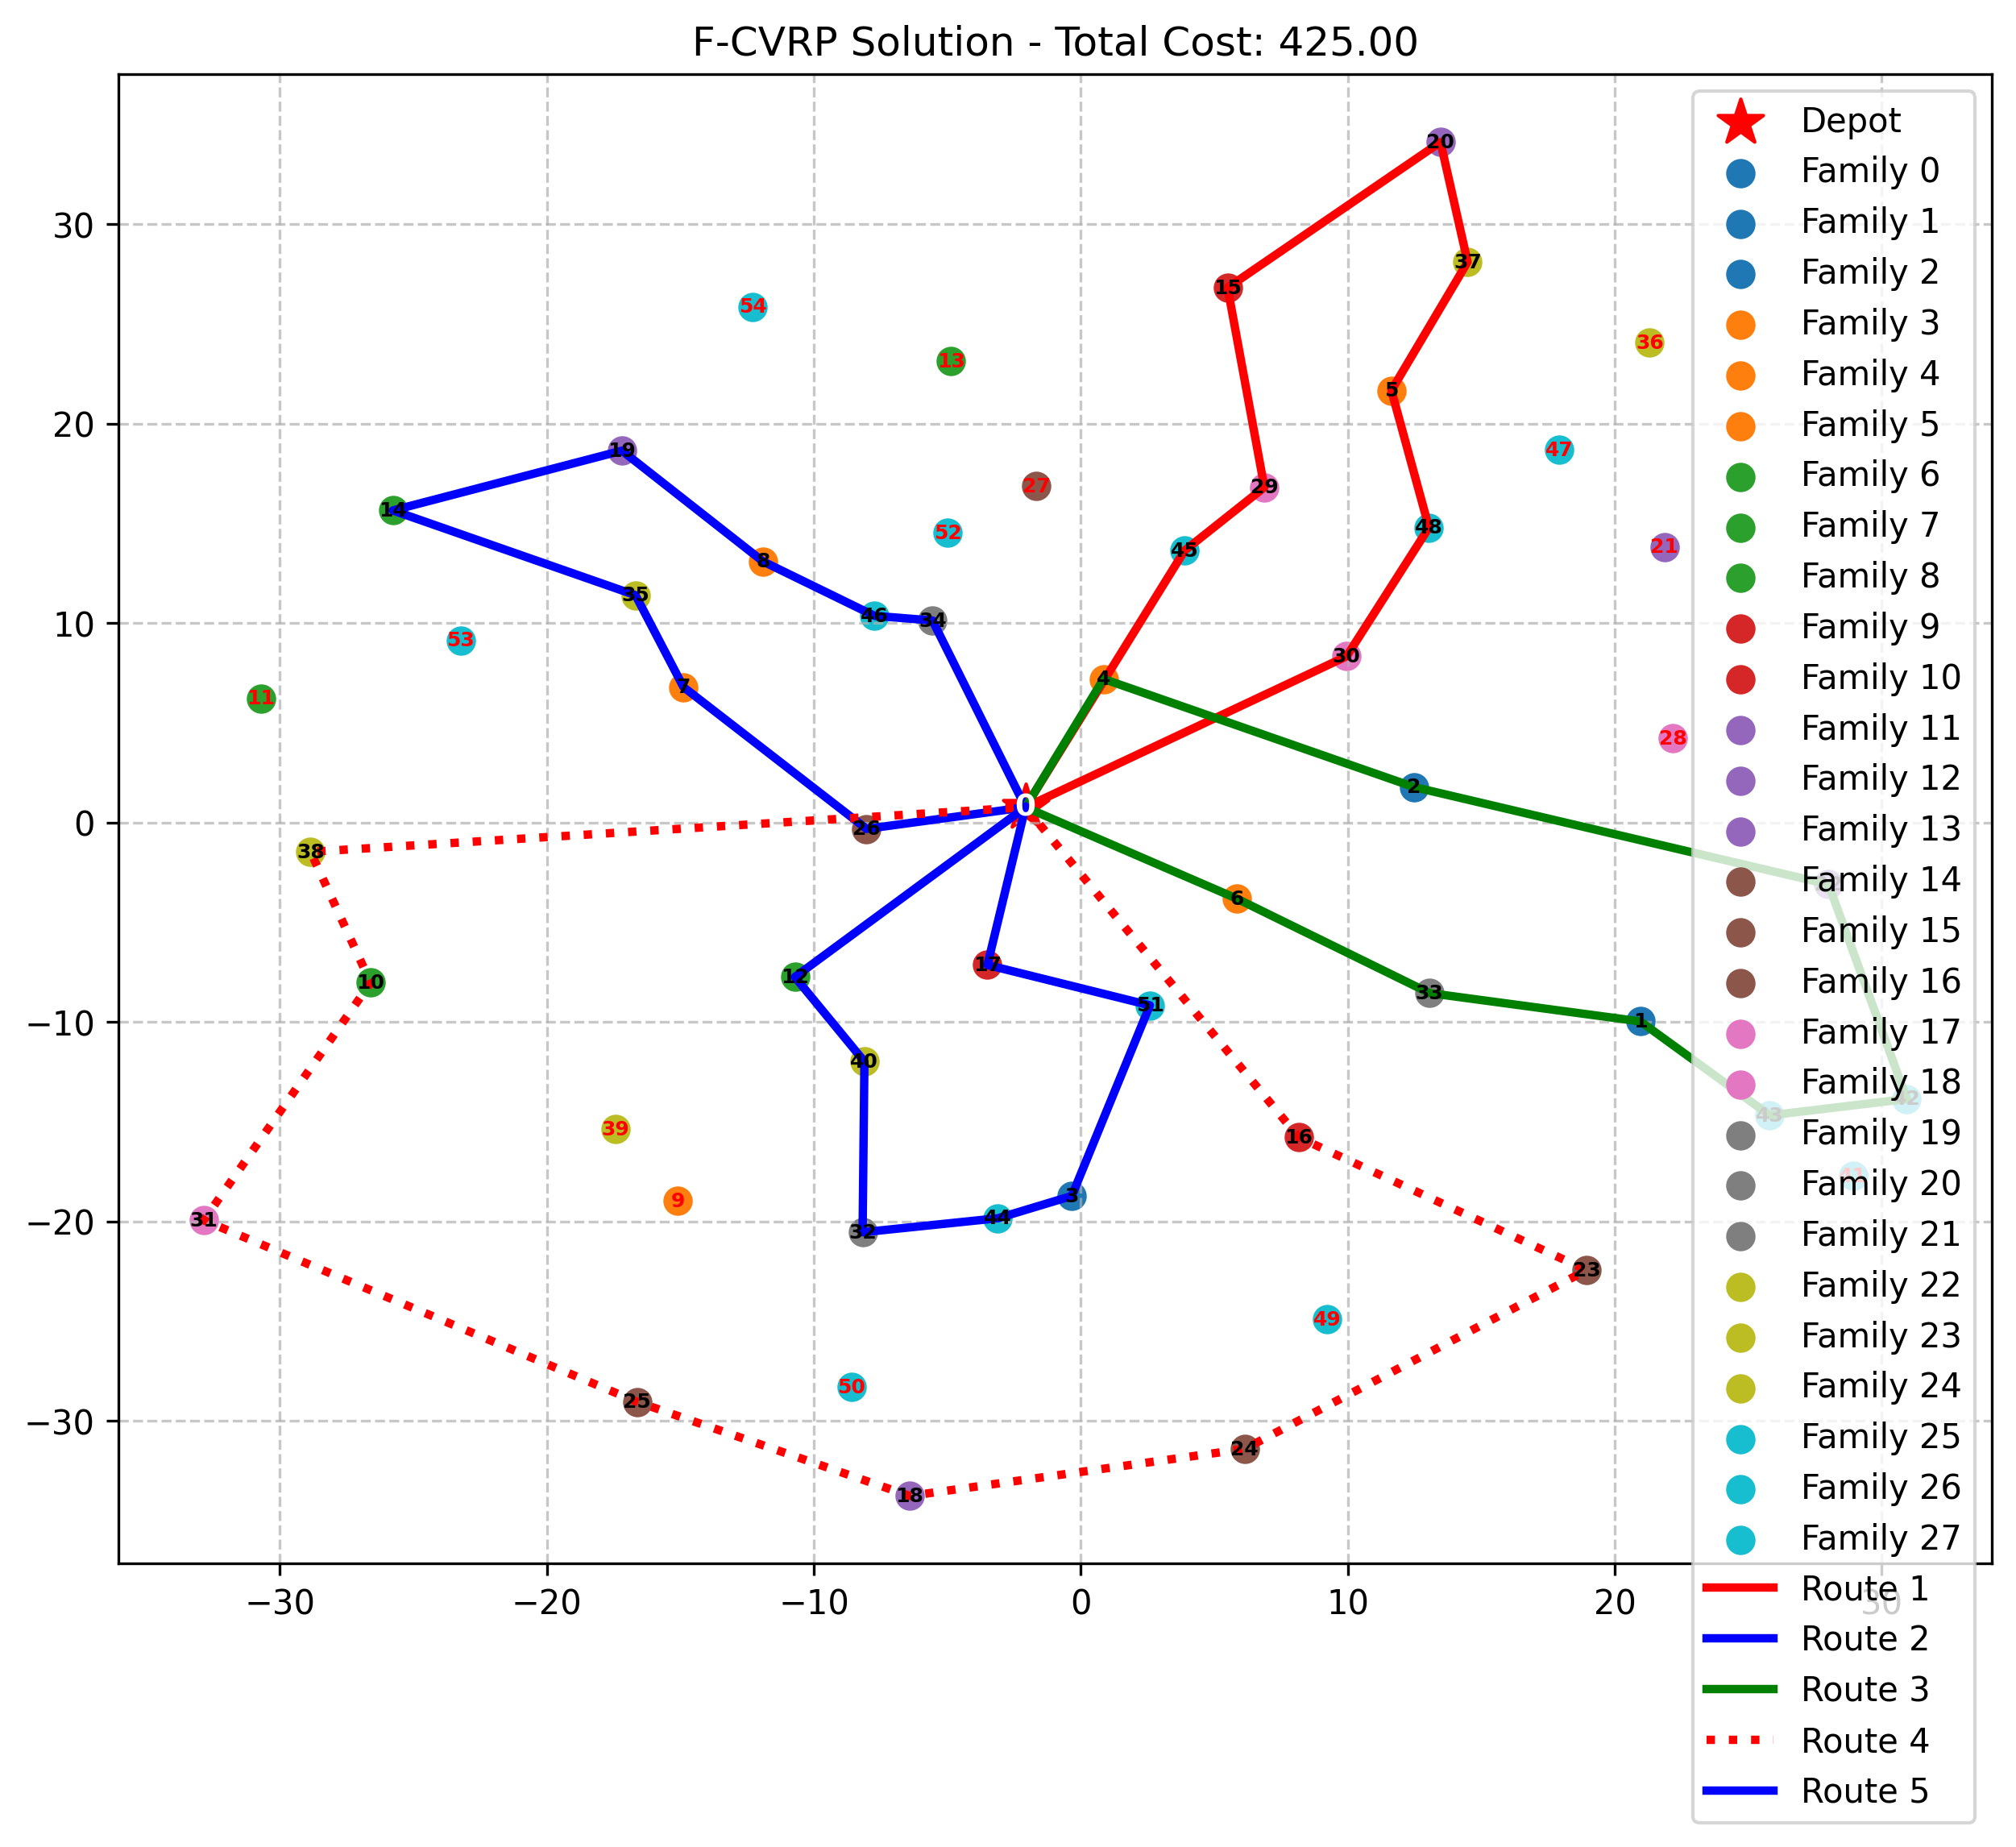 F-CVRP Solution - Total Cost: 425.00
30
20
10
0
−10
−20
−30
−30
−20
−10
0
10
20
30
20
37
15
54
36
13
5
47
19
27
29
14
48
52
21
45
8
35
46
34
53
30
4
7
11
28
2
0
26
38
6
17
12
10
33
1
51
40
42
43
39
16
41
3
9
44
31
32
23
49
50
25
24
18
Depot
Family 0
Family 1
Family 2
Family 3
Family 4
Family 5
Family 6
Family 7
Family 8
Family 9
Family 10
Family 11
Family 12
Family 13
Family 14
Family 15
Family 16
Family 17
Family 18
Family 19
Family 20
Family 21
Family 22
Family 23
Family 24
Family 25
Family 26
Family 27
Route 1
Route 2
Route 3
Route 4
Route 5